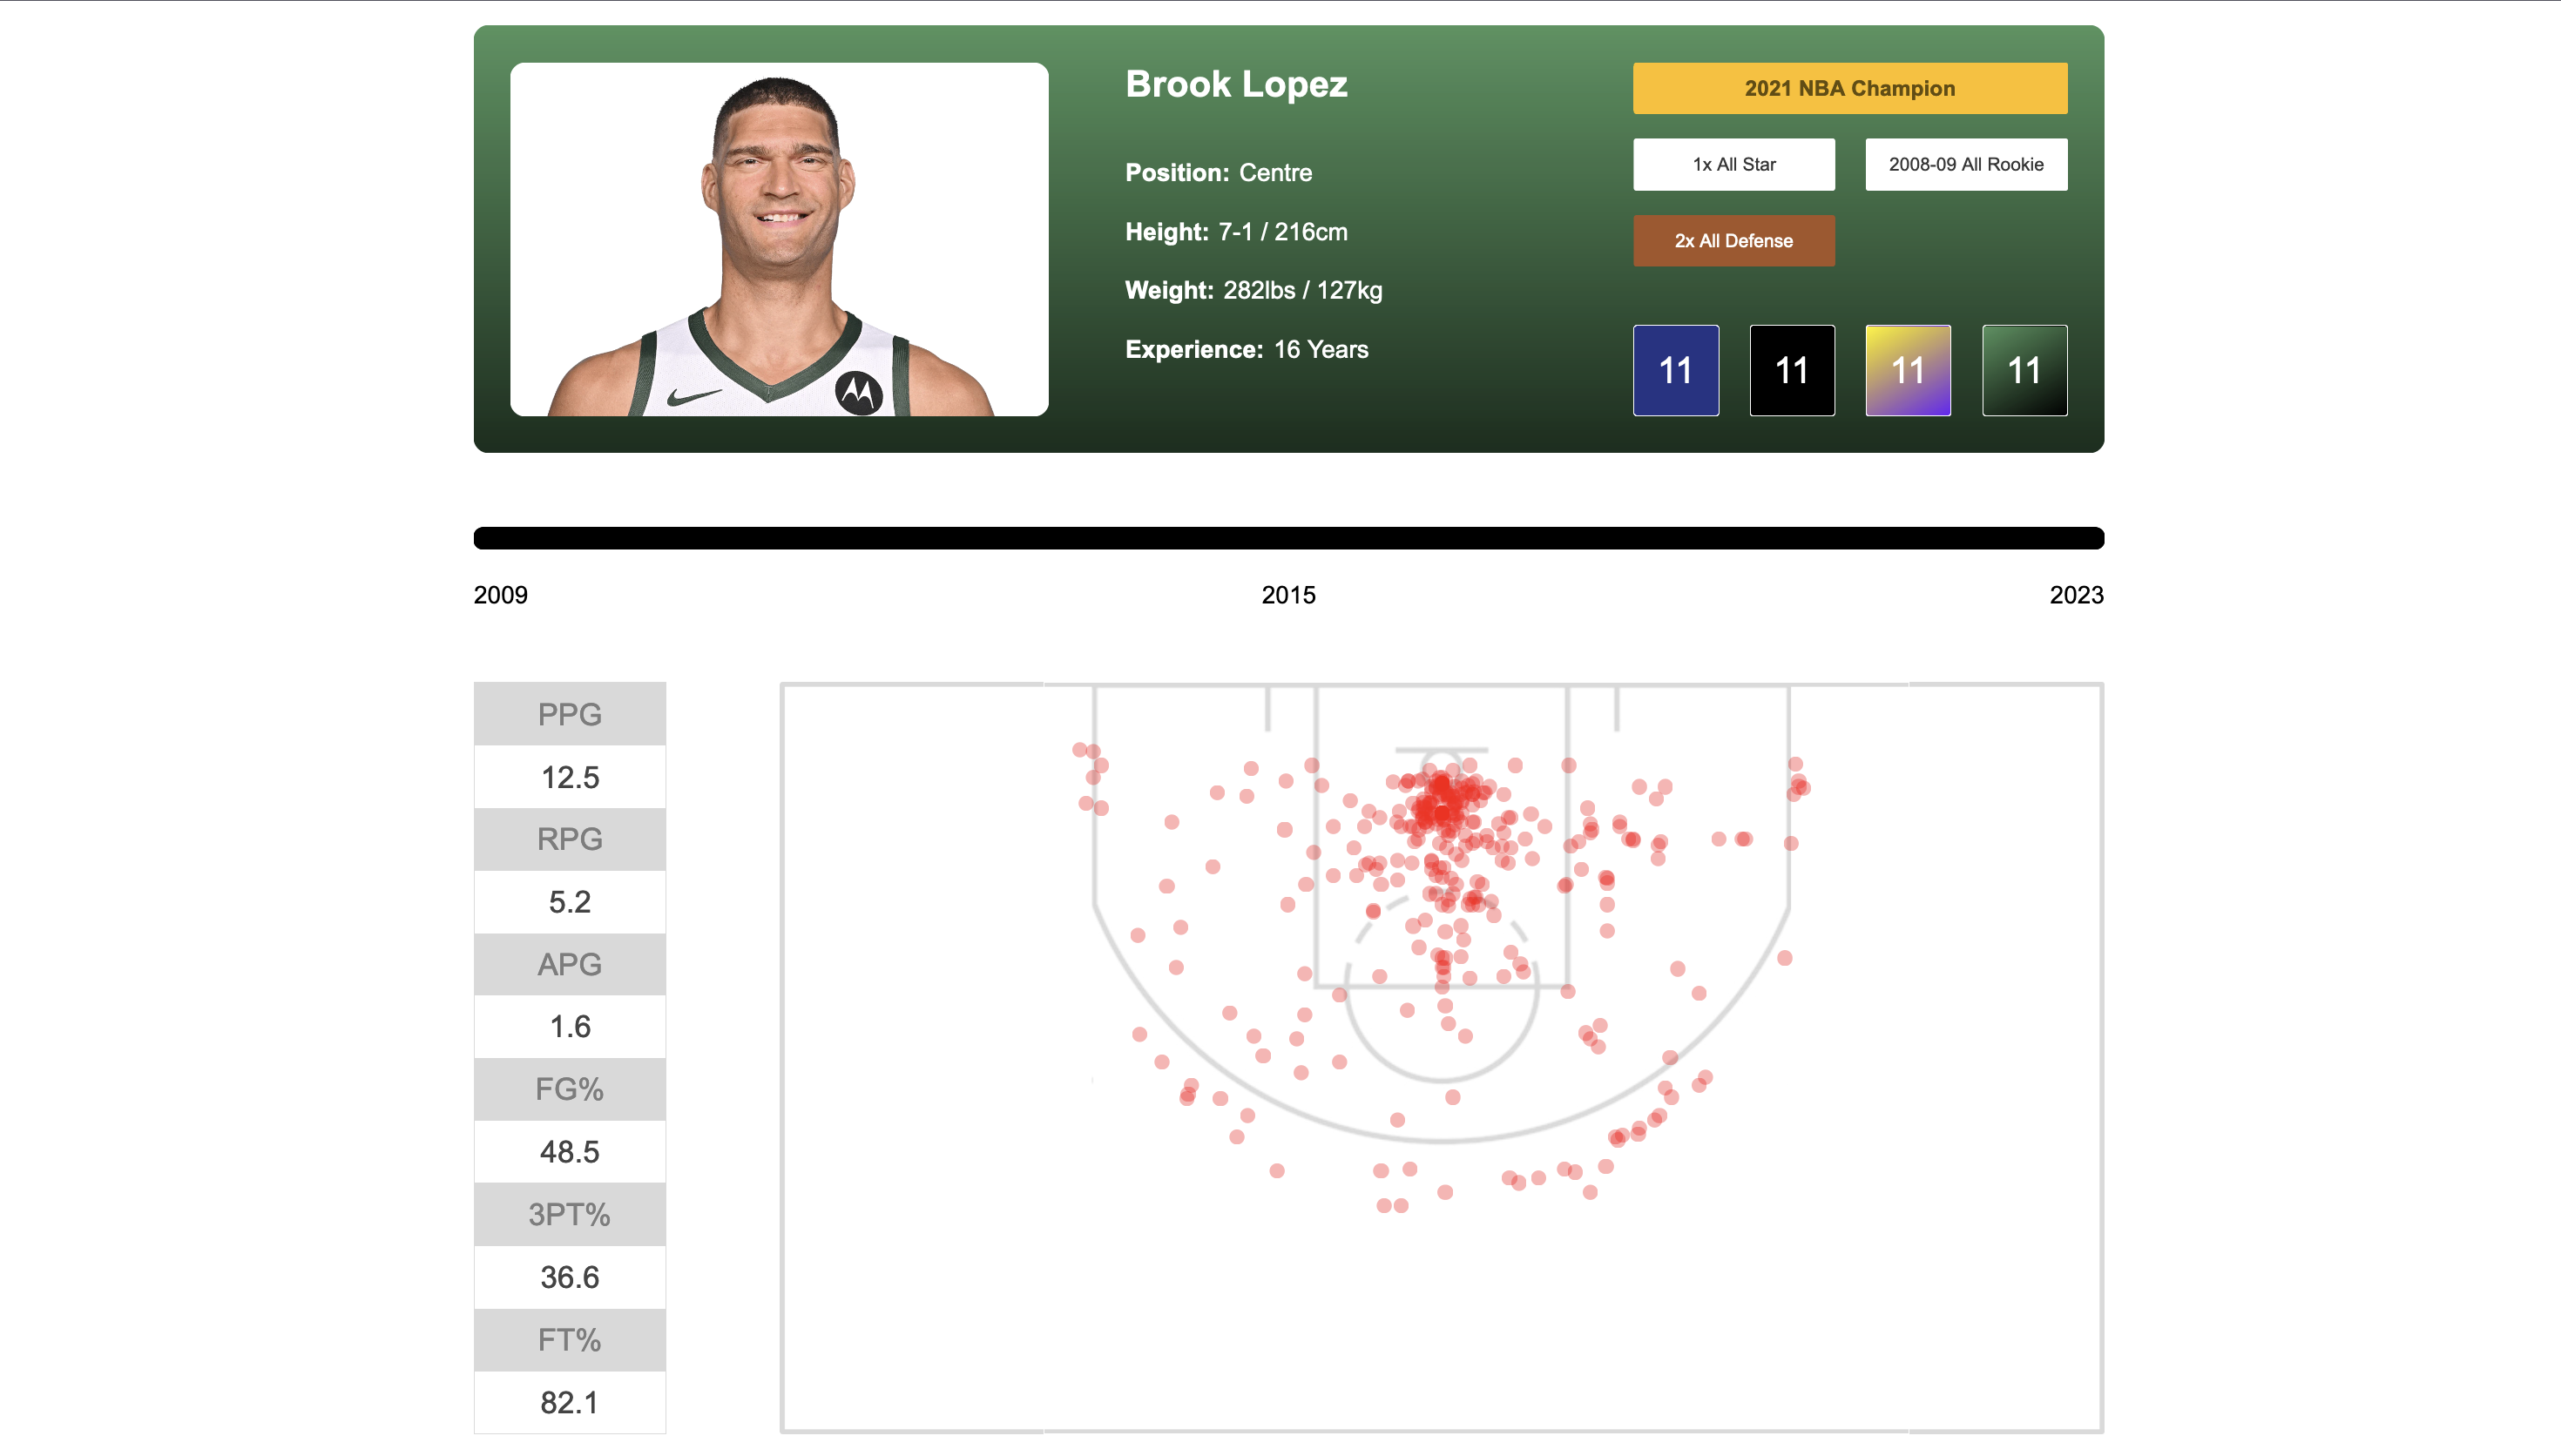 Brook Lopez
Position: Centre
Height: 7-1 / 216cm
Weight: 282lbs / 127kg
Experience: 16 Years
2021 NBA Champion
1x All Star
2008-09 All Rookie
2x All Defense
11
11
11
11
2009
2015
2023
PPG
12.5
RPG
5.2
APG
1.6
FG%
48.5
3PT%
36.6
FT%
82.1